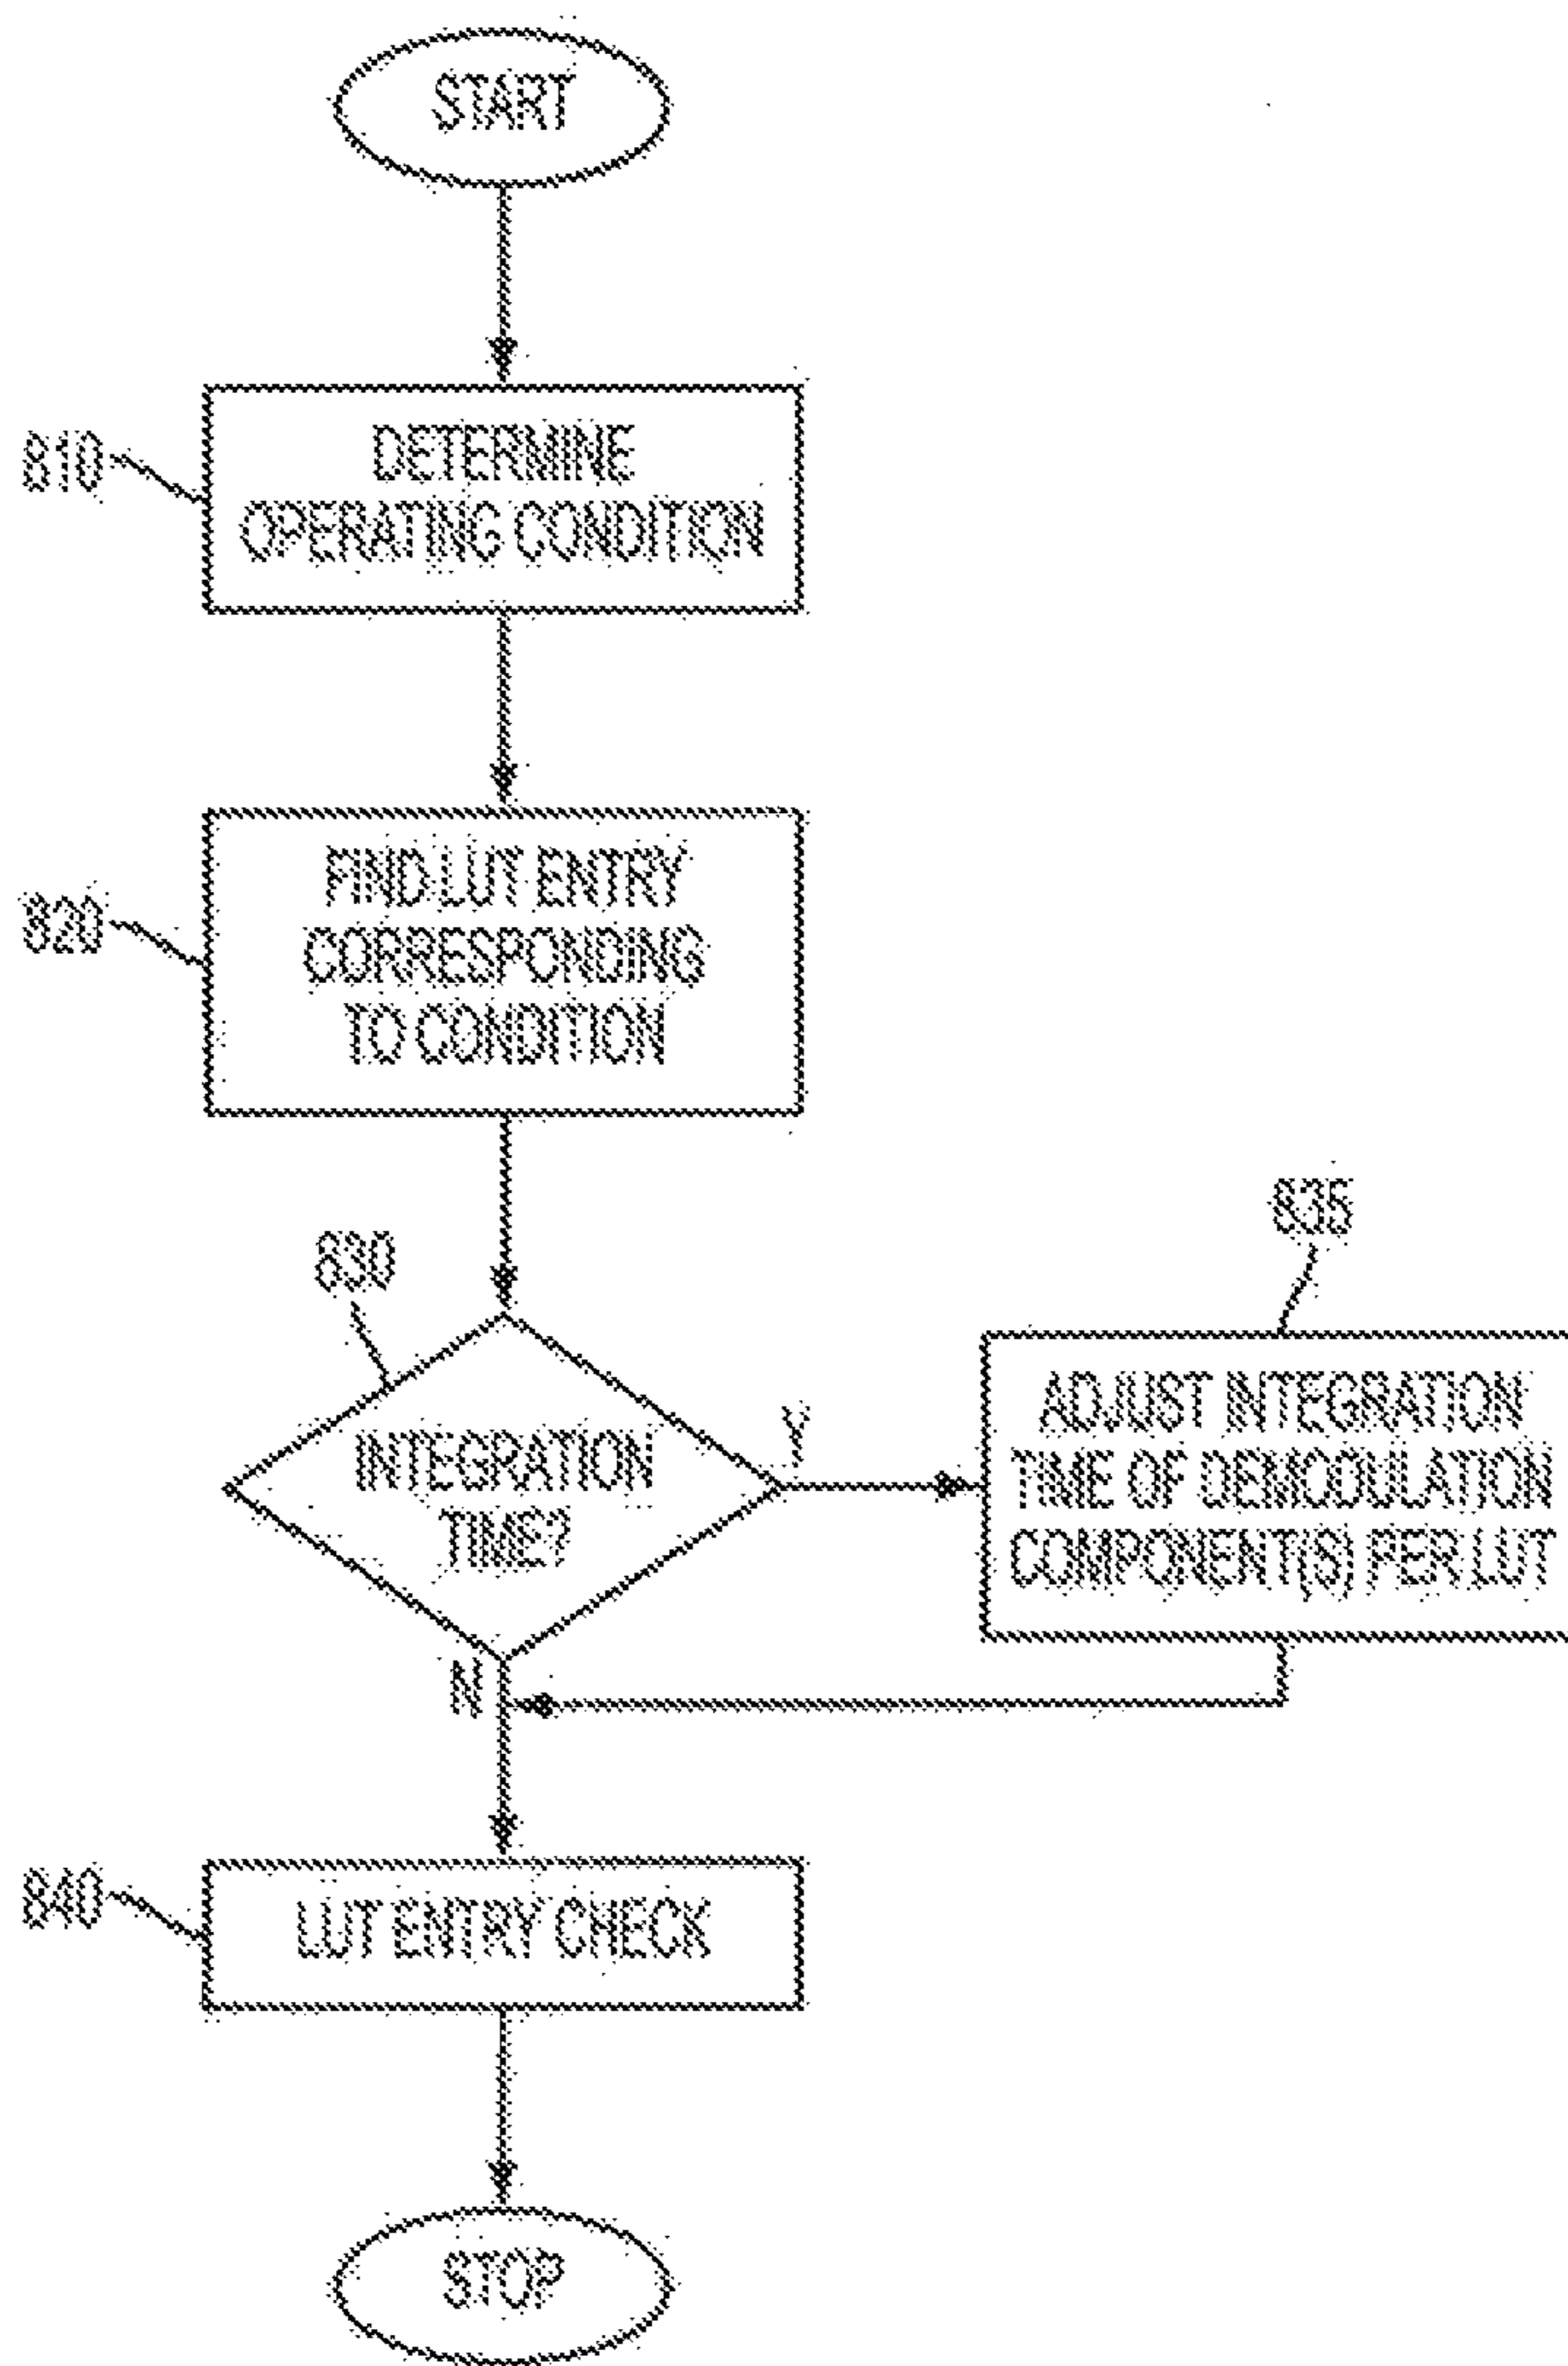 START
810
DETERMINE
OPERATING CONDITION
820
FIND LUT ENTRY
CORRESPONDING
TO CONDITION
830
INTEGRATION
TIME?
Y
835
ADJUST INTEGRATION
TIME OF DEMODULATION
COMPONENT(S) PER LUT
N
840
LUT ENTRY CHECK
STOP